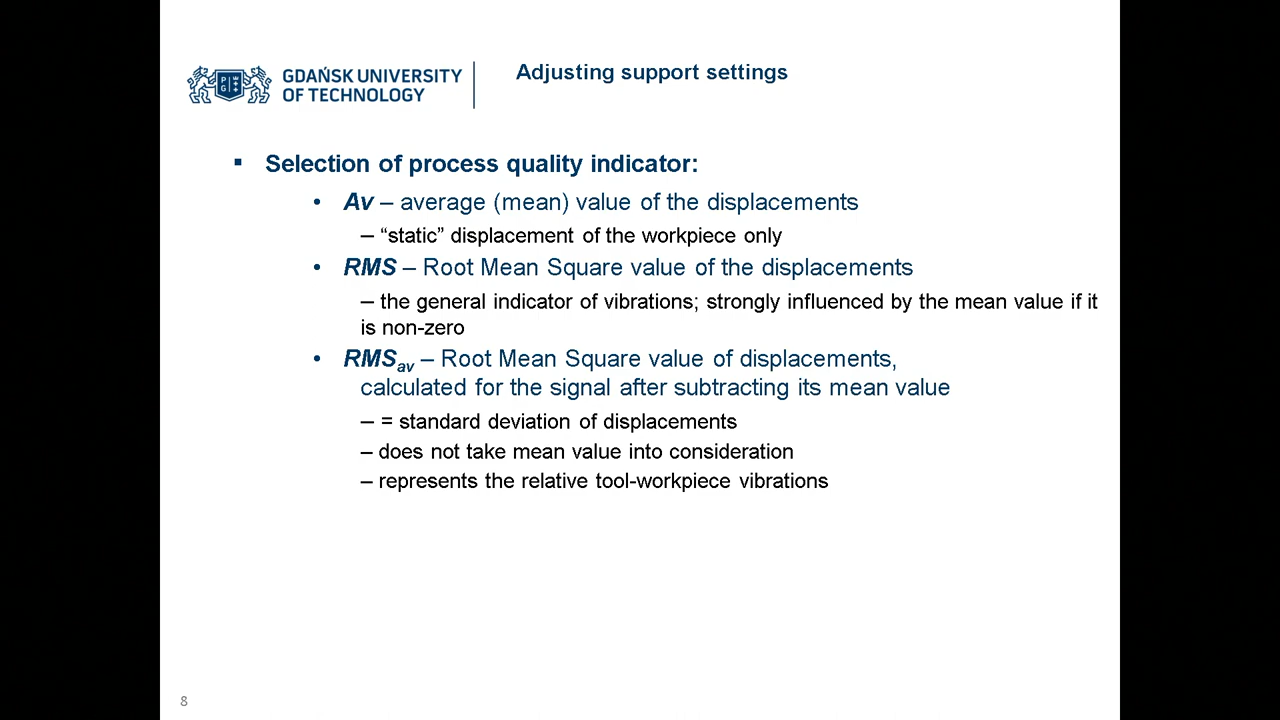 GDAŃSK UNIVERSITY
OF TECHNOLOGY
Adjusting support settings
▪ Selection of process quality indicator:
• Av – average (mean) value of the displacements
– “static” displacement of the workpiece only
• RMS – Root Mean Square value of the displacements
– the general indicator of vibrations; strongly influenced by the mean value if it
is non-zero
• RMSav – Root Mean Square value of displacements,
calculated for the signal after subtracting its mean value
– = standard deviation of displacements
– does not take mean value into consideration
– represents the relative tool-workpiece vibrations
8